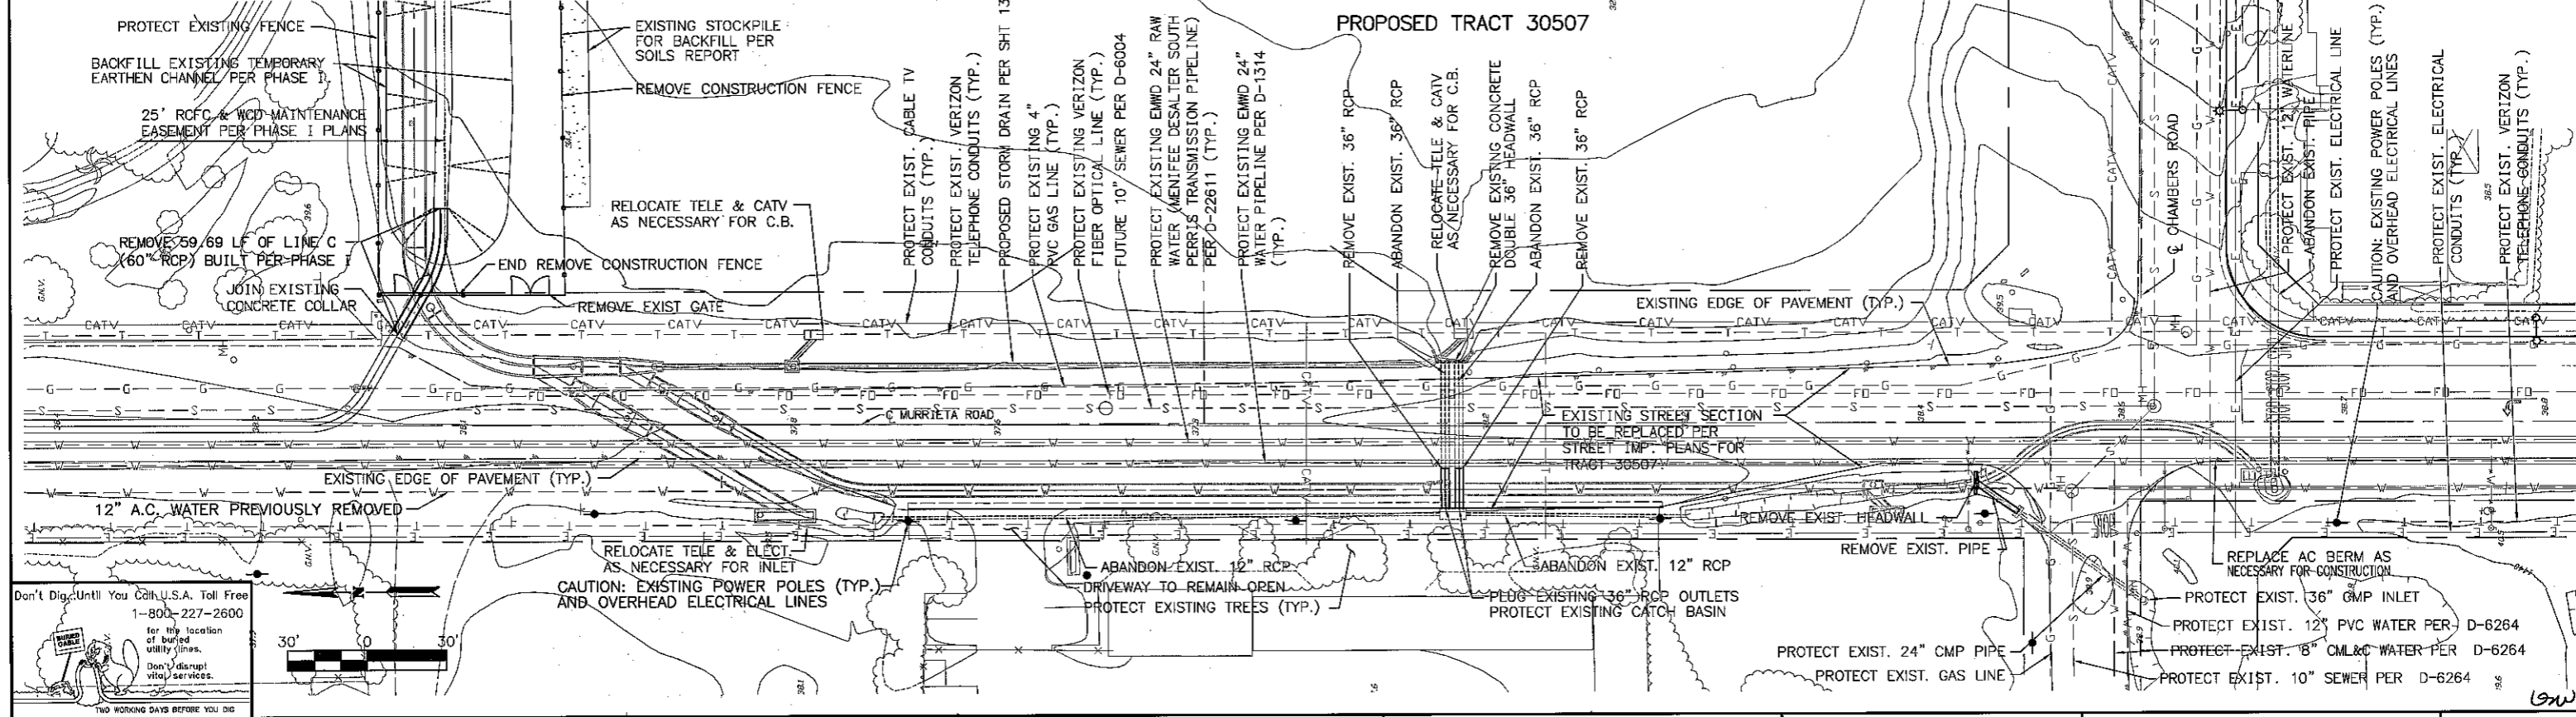 PROTECT EXISTING FENCE
BACKFILL EXISTING TEMPORARY
EARTHEN CHANNEL PER PHASE I
25' RCFC & WCD MAINTENANCE
EASEMENT PER PHASE I PLANS
REMOVE 59.69 LF OF LINE C
(60" RCP) BUILT PER PHASE I
JOIN EXISTING
CONCRETE COLLAR
EXISTING STOCKPILE
FOR BACKFILL PER
SOILS REPORT
REMOVE CONSTRUCTION FENCE
RELOCATE TELE & CATV
AS NECESSARY FOR C.B.
END REMOVE CONSTRUCTION FENCE
REMOVE EXIST GATE
PROTECT EXIST. CABLE TV
CONDUITS (TYP.)
PROTECT EXIST VERIZON
TELEPHONE CONDUITS (TYP.)
PROPOSED STORM DRAIN PER SHT 13
PROTECT EXISTING 4"
PVC GAS LINE (TYP.)
PROTECT EXISTING VERIZON
FIBER OPTICAL LINE (TYP.)
FUTURE 10" SEWER PER D-6004
PROTECT EXISTING EMWD 24" RAW
WATER (MENIFEE DESALTER SOUTH
PERRIS TRANSMISSION PIPELINE)
PER D-22611 (TYP.)
PROTECT EXISTING EMWD 24"
WATER PIPELINE PER D-1314
(TYP.)
PROPOSED TRACT 30507
REMOVE EXIST. 36" RCP
ABANDON EXIST. 36" RCP
RELOCATE TELE & CATV
AS NECESSARY FOR C.B.
REMOVE EXISTING CONCRETE
DOUBLE 36" HEADWALL
ABANDON EXIST. 36" RCP
REMOVE EXIST. 36" RCP
EXISTING EDGE OF PAVEMENT (TYP.)
℄ CHAMBERS ROAD
PROTECT EXIST. 12" WATERLINE
ABANDON EXIST. PIPE
PROTECT EXIST. ELECTRICAL LINE
CAUTION: EXISTING POWER POLES (TYP.)
AND OVERHEAD ELECTRICAL LINES
PROTECT EXIST. ELECTRICAL
CONDUITS (TYP.)
PROTECT EXIST. VERIZON
TELEPHONE CONDUITS (TYP.)
C MURRIETA ROAD
EXISTING STREET SECTION
TO BE REPLACED PER
STREET IMP. PLANS FOR
TRACT 30507
EXISTING EDGE OF PAVEMENT (TYP.)
12" A.C. WATER PREVIOUSLY REMOVED
RELOCATE TELE & ELECT.
AS NECESSARY FOR INLET
CAUTION: EXISTING POWER POLES (TYP.)
AND OVERHEAD ELECTRICAL LINES
ABANDON EXIST. 12" RCP
DRIVEWAY TO REMAIN OPEN
PROTECT EXISTING TREES (TYP.)
ABANDON EXIST. 12" RCP
PLUG EXISTING 36" RCP OUTLETS
PROTECT EXISTING CATCH BASIN
REMOVE EXIST. HEADWALL
REMOVE EXIST. PIPE
PROTECT EXIST. 24" CMP PIPE
PROTECT EXIST. GAS LINE
REPLACE AC BERM AS
NECESSARY FOR CONSTRUCTION
PROTECT EXIST. 36" CMP INLET
PROTECT EXIST. 12" PVC WATER PER D-6264
PROTECT EXIST. 8" CML&C WATER PER D-6264
PROTECT EXIST. 10" SEWER PER D-6264
Don't Dig Until You Call U.S.A. Toll Free
1-800-227-2600
for the location
of buried
utility lines.
Don't disrupt
vital services.
BURIED
CABLE
TWO WORKING DAYS BEFORE YOU DIG
30' 0 30'